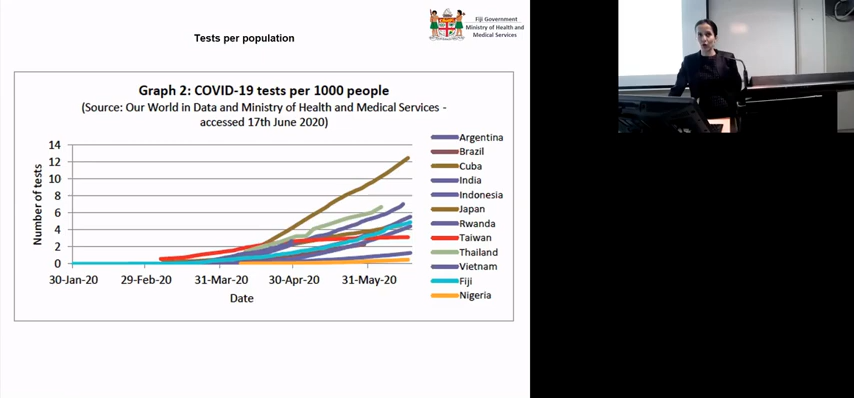 Fiji Government
Ministry of Health and
Medical Services
Tests per population
Graph 2: COVID-19 tests per 1000 people
(Source: Our World in Data and Ministry of Health and Medical Services -
accessed 17th June 2020)
Number of tests
14
12
10
8
6
4
2
0
30-Jan-20 29-Feb-20 31-Mar-20 30-Apr-20 31-May-20
Date
Argentina
Brazil
Cuba
India
Indonesia
Japan
Rwanda
Taiwan
Thailand
Vietnam
Fiji
Nigeria